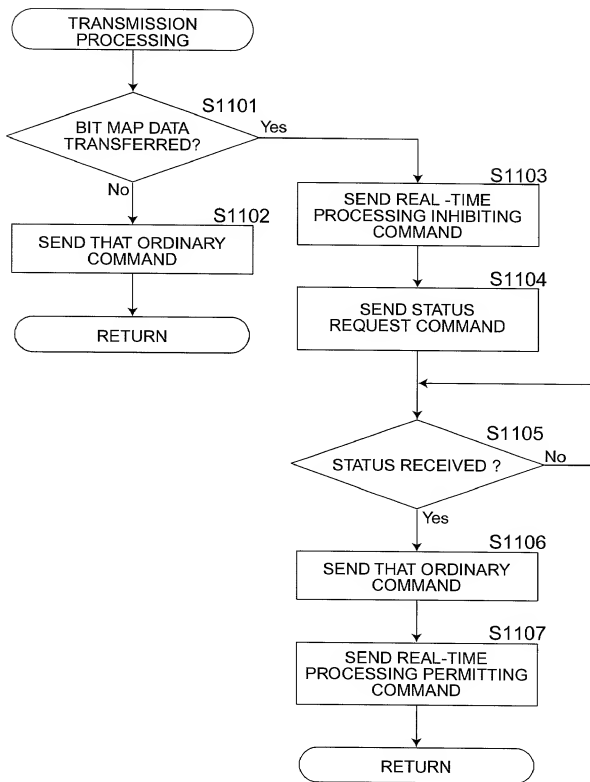 TRANSMISSION
PROCESSING
S1101
BIT MAP DATA
TRANSFERRED?
Yes
No
S1102
SEND THAT ORDINARY
COMMAND
RETURN
S1103
SEND REAL -TIME
PROCESSING INHIBITING
COMMAND
S1104
SEND STATUS
REQUEST COMMAND
S1105
STATUS RECEIVED ?
No
Yes
S1106
SEND THAT ORDINARY
COMMAND
S1107
SEND REAL-TIME
PROCESSING PERMITTING
COMMAND
RETURN